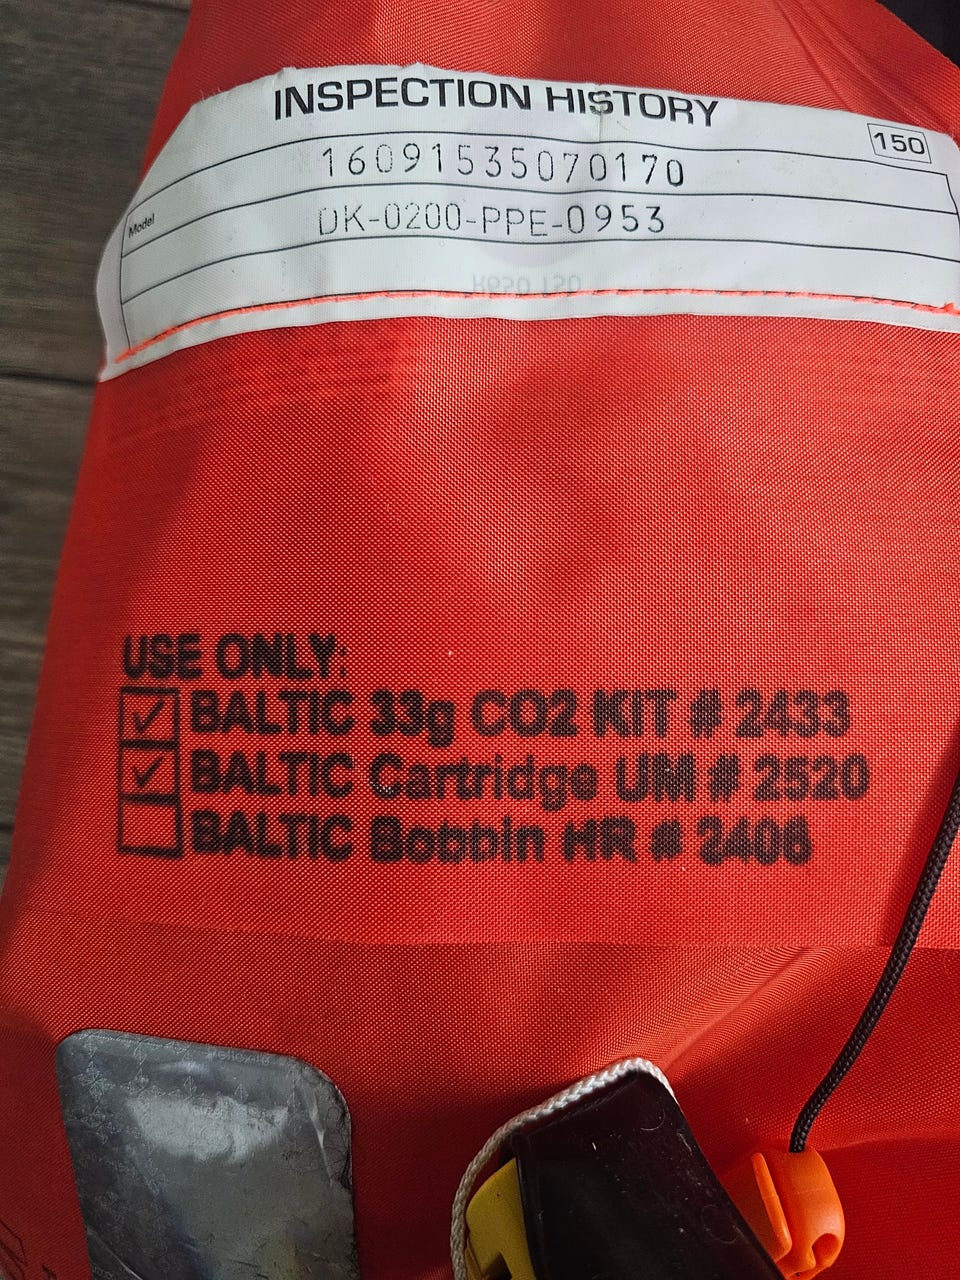 INSPECTION HISTORY
150
16091535070170
Model
DK-0200-PPE-0953
USE ONLY:
BALTIC 33g CO2 KIT # 2433
BALTIC Cartridge UM # 2520
BALTIC Bobbin HR # 2406